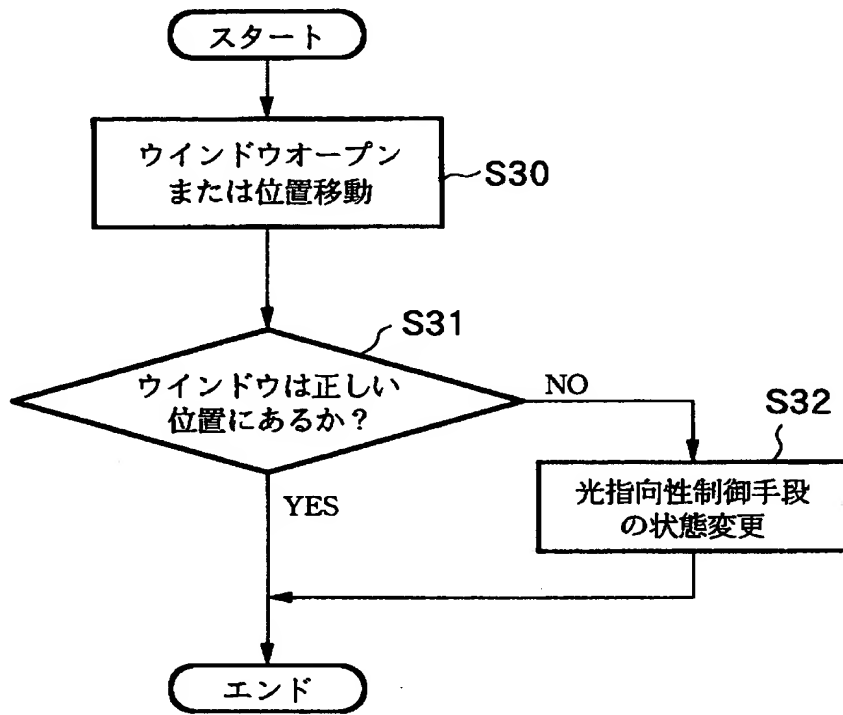 スタート
ウインドウオープン
または位置移動
S30
S31
ウインドウは正しい
位置にあるか?
NO
S32
光指向性制御手段
の状態変更
YES
エンド